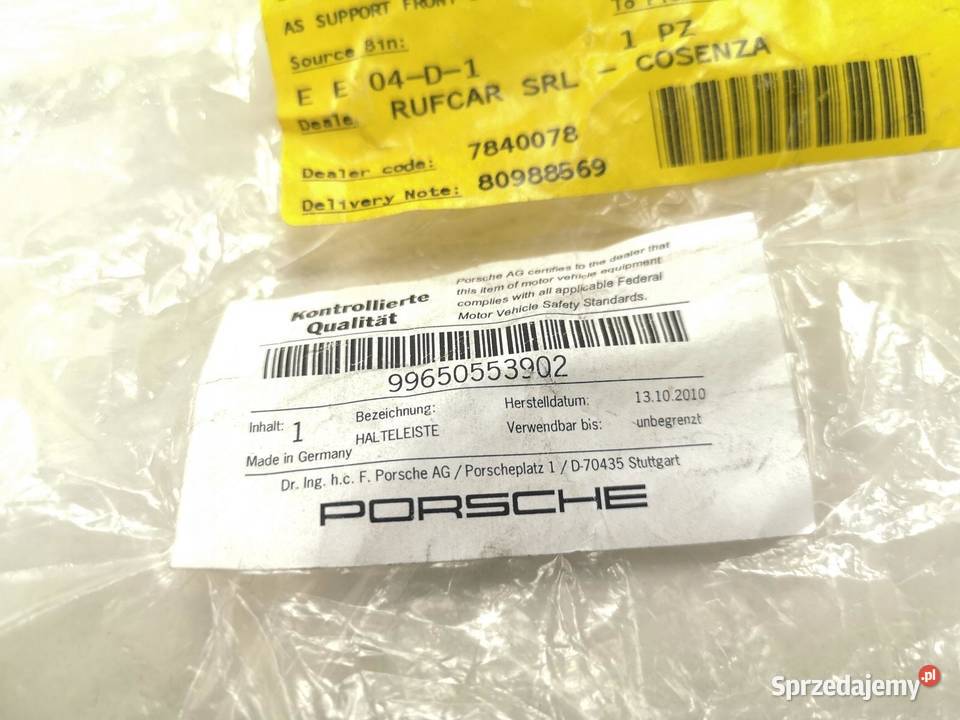 AS SUPPORT FRONT
Source Bin:
1 PZ
E E 04-D-1
Deale RUFCAR SRL - COSENZA
Dealer code: 7840078
Delivery Note: 80988569
Kontrollierte
Qualität
Porsche AG certifies to the dealer that
this item of motor vehicle equipment
complies with all applicable Federal
Motor Vehicle Safety Standards.
99650553902
Inhalt: 1
Bezeichnung:
HALTELEISTE
Herstelldatum: 13.10.2010
Verwendbar bis: unbegrenzt
Made in Germany
Dr. Ing. h.c. F. Porsche AG / Porscheplatz 1 / D-70435 Stuttgart
PORSCHE
Sprzedajemy.pl